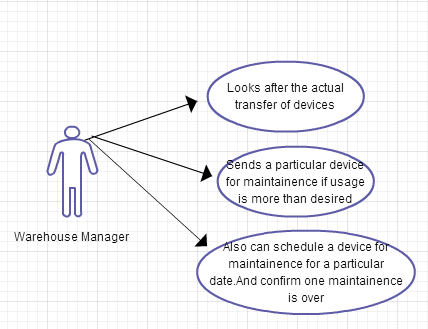 Looks after the actual
transfer of devices
Sends a particular device
for maintainence if usage
is more than desired
Warehouse Manager
Also can schedule a device for
maintainence for a particular
date.And confirm one maintainence
is over